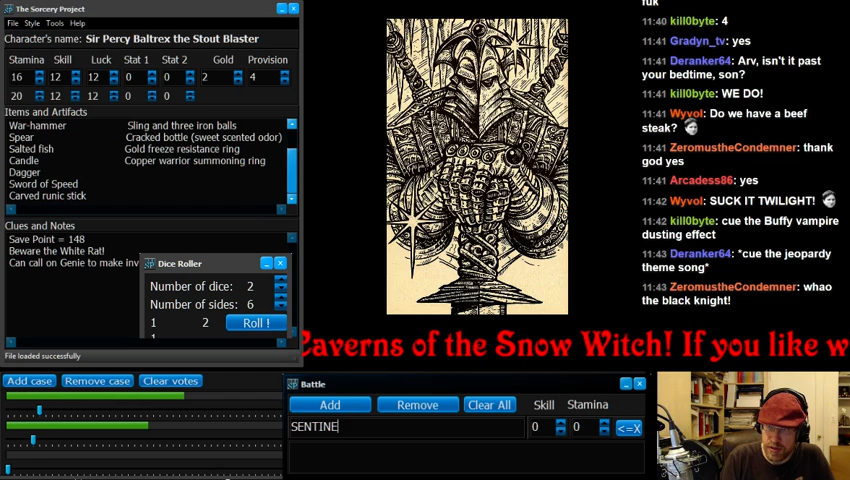 The Sorcery Project
File Style Tools Help
Character's name: Sir Percy Baltrex the Stout Blaster
Stamina Skill Luck Stat 1 Stat 2 Gold Provision
16 12 12 0 0 2 4
20 12 12 0 0
Items and Artifacts
War-hammer Sling and three iron balls
Spear Cracked bottle (sweet scented odor)
Salted fish Gold freeze resistance ring
Candle Copper warrior summoning ring
Dagger
Sword of Speed
Carved runic stick
Clues and Notes
Save Point = 148
Beware the White Rat!
Can call on Genie to make inv
Dice Roller
Number of dice: 2
Number of sides: 6
1 2 Roll !
File loaded successfully
Add case Remove case Clear votes
Battle
Add Remove Clear All Skill Stamina
SENTINE 0 0 <=X
Caverns of the Snow Witch! If you like w
fuk
11:40 kill0byte: 4
11:41 Gradyn_tv: yes
11:41 Deranker64: Arv, isn't it past
your bedtime, son?
11:41 kill0byte: WE DO!
11:41 Wyvol: Do we have a beef
steak?
11:41 ZeromustheCondemner: thank
god yes
11:41 Arcadess86: yes
11:42 Wyvol: SUCK IT TWILIGHT!
11:42 kill0byte: cue the Buffy vampire
dusting effect
11:43 Deranker64: *cue the jeopardy
theme song*
11:43 ZeromustheCondemner: whao
the black knight!